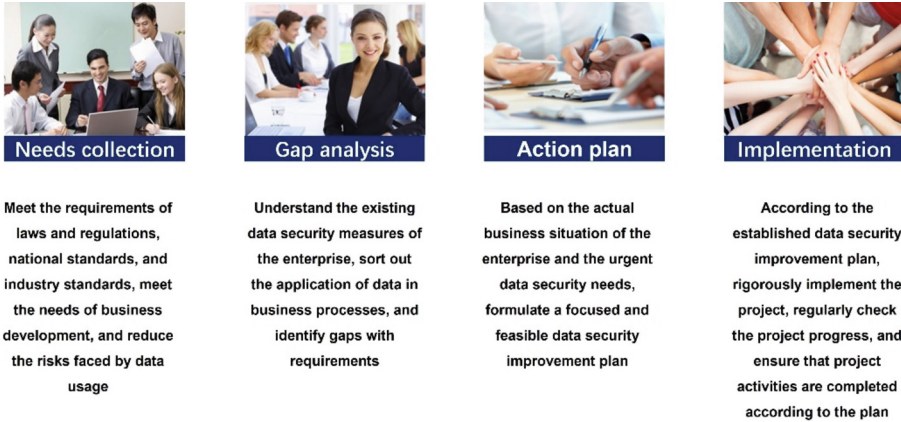 Needs collection
Meet the requirements of
laws and regulations,
national standards, and
industry standards, meet
the needs of business
development, and reduce
the risks faced by data
usage
Gap analysis
Understand the existing
data security measures of
the enterprise, sort out
the application of data in
business processes, and
identify gaps with
requirements
Action plan
Based on the actual
business situation of the
enterprise and the urgent
data security needs,
formulate a focused and
feasible data security
improvement plan
Implementation
According to the
established data security
improvement plan,
rigorously implement the
project, regularly check
the project progress, and
ensure that project
activities are completed
according to the plan